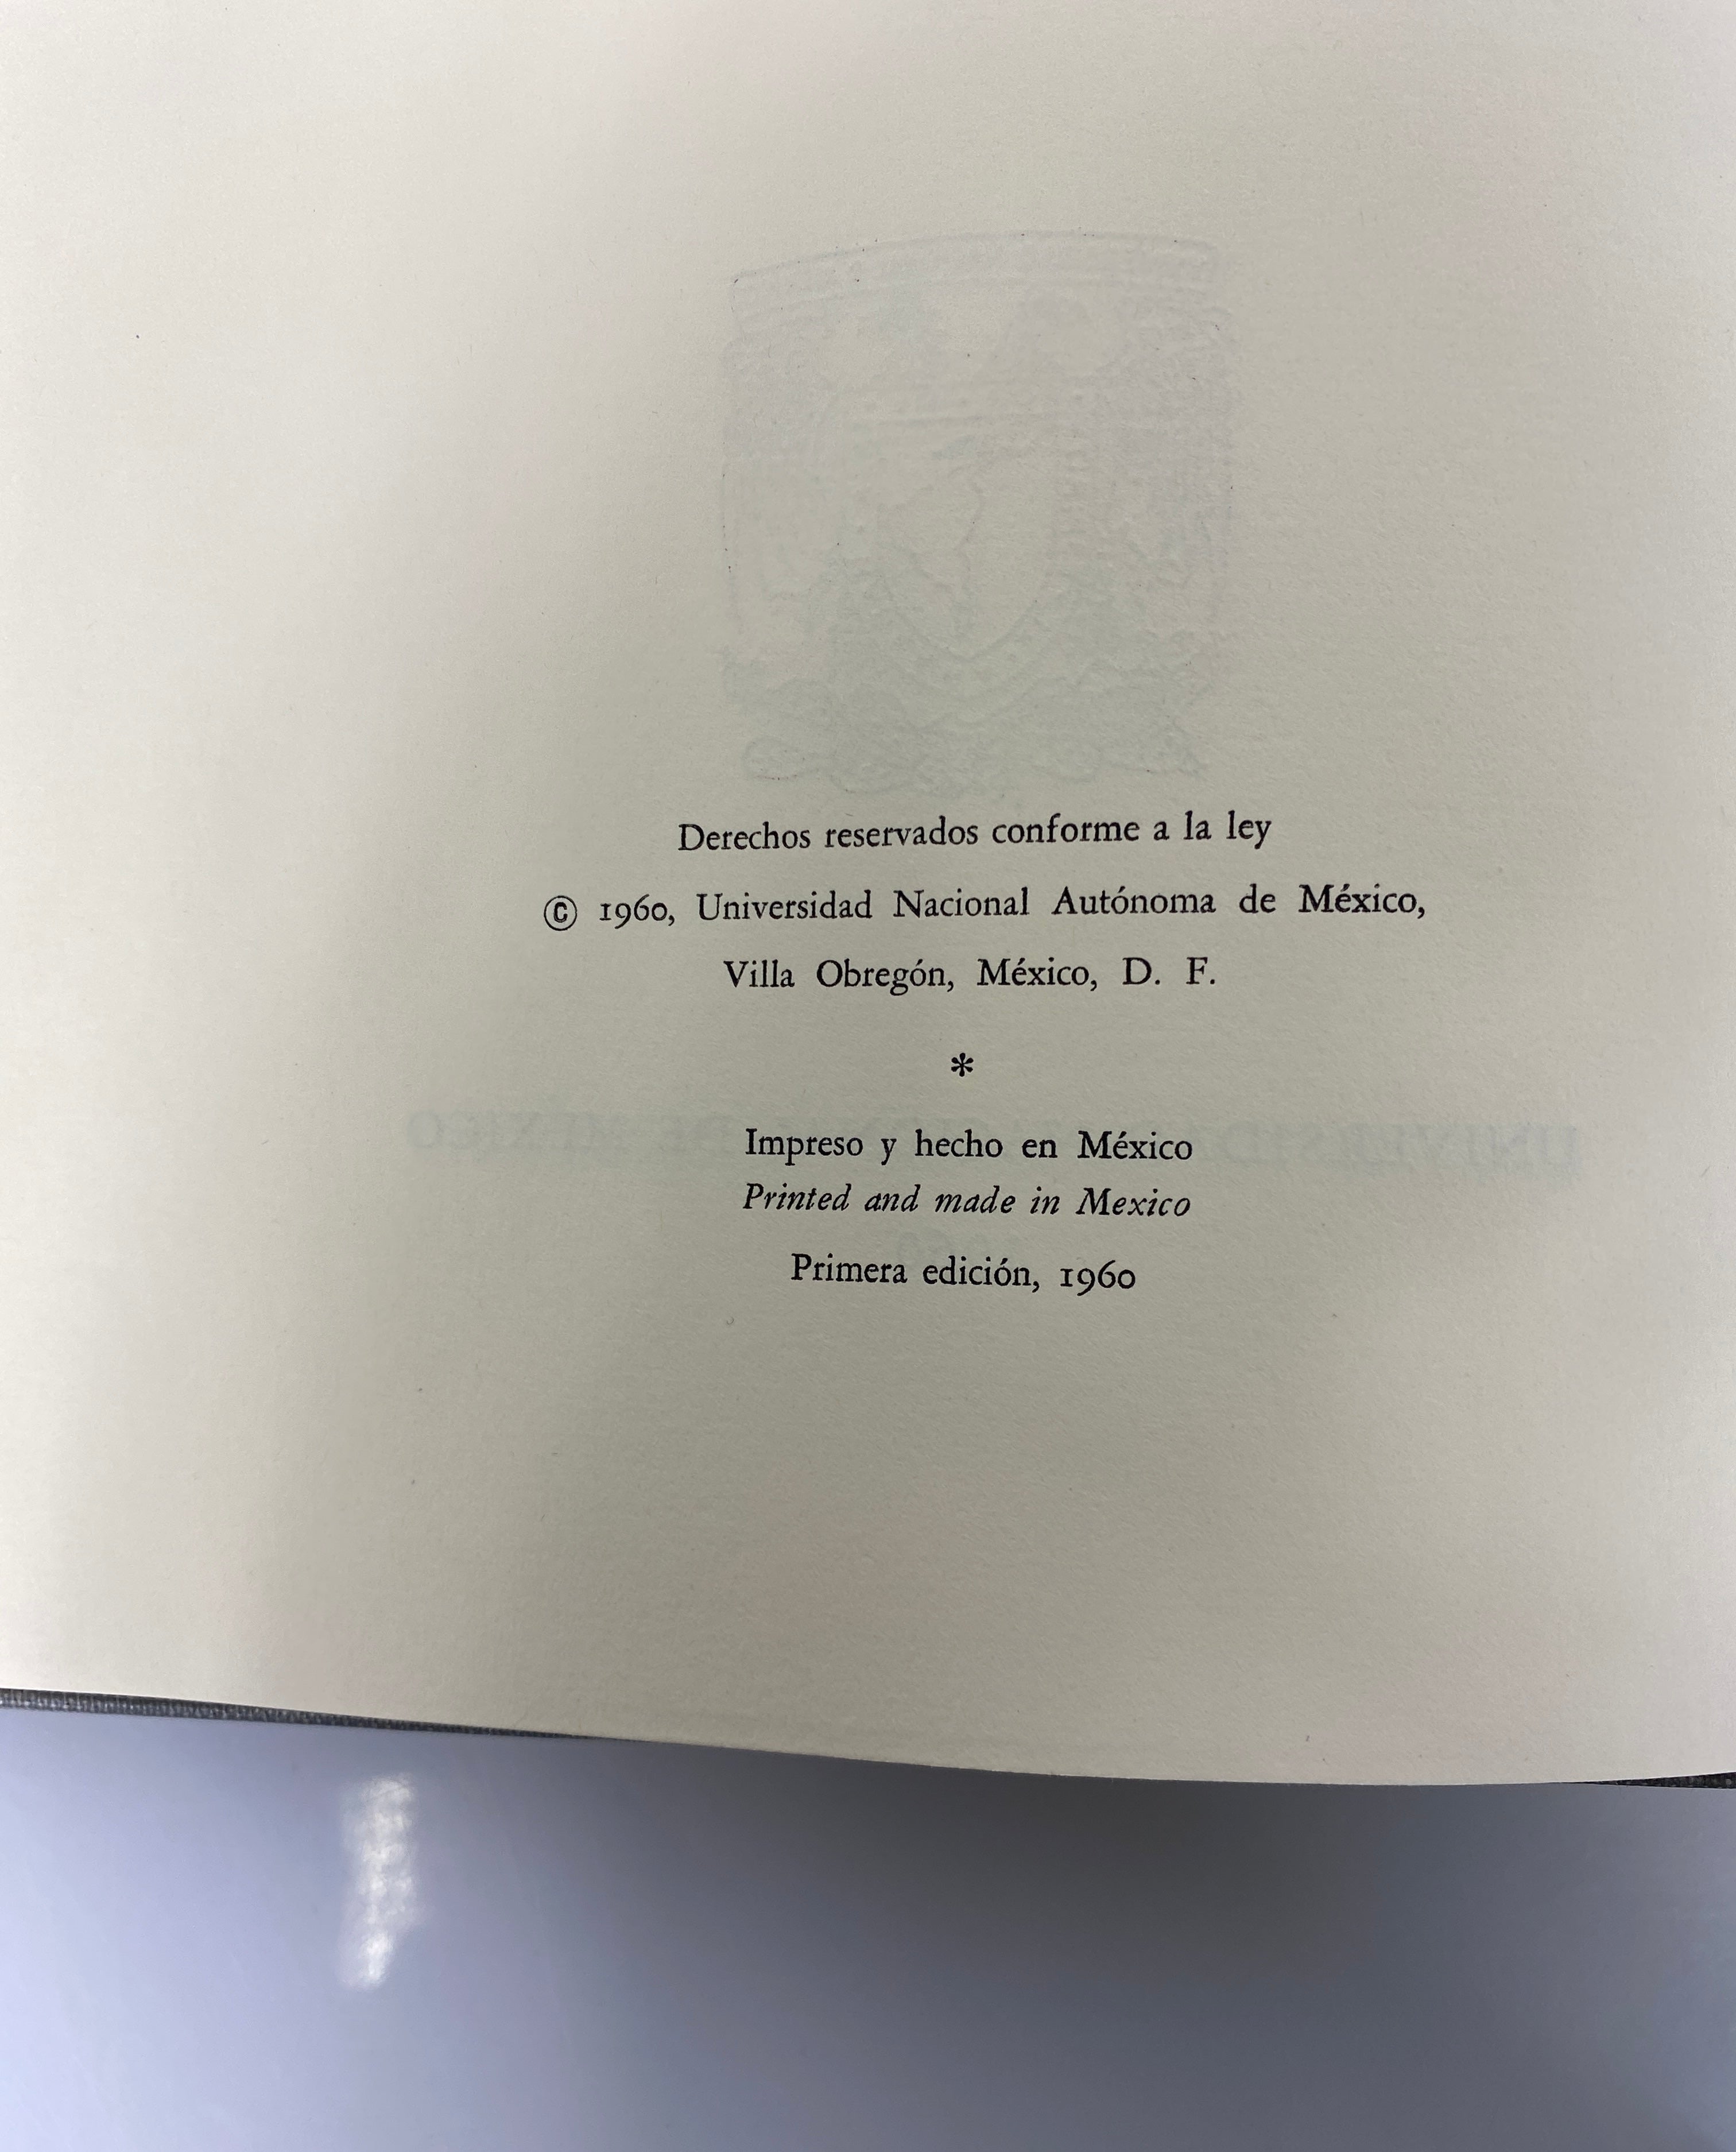 Derechos reservados conforme a la ley
© 1960, Universidad Nacional Autónoma de México,
Villa Obregón, México, D. F.
*
Impreso y hecho en México
Printed and made in Mexico
Primera edición, 1960